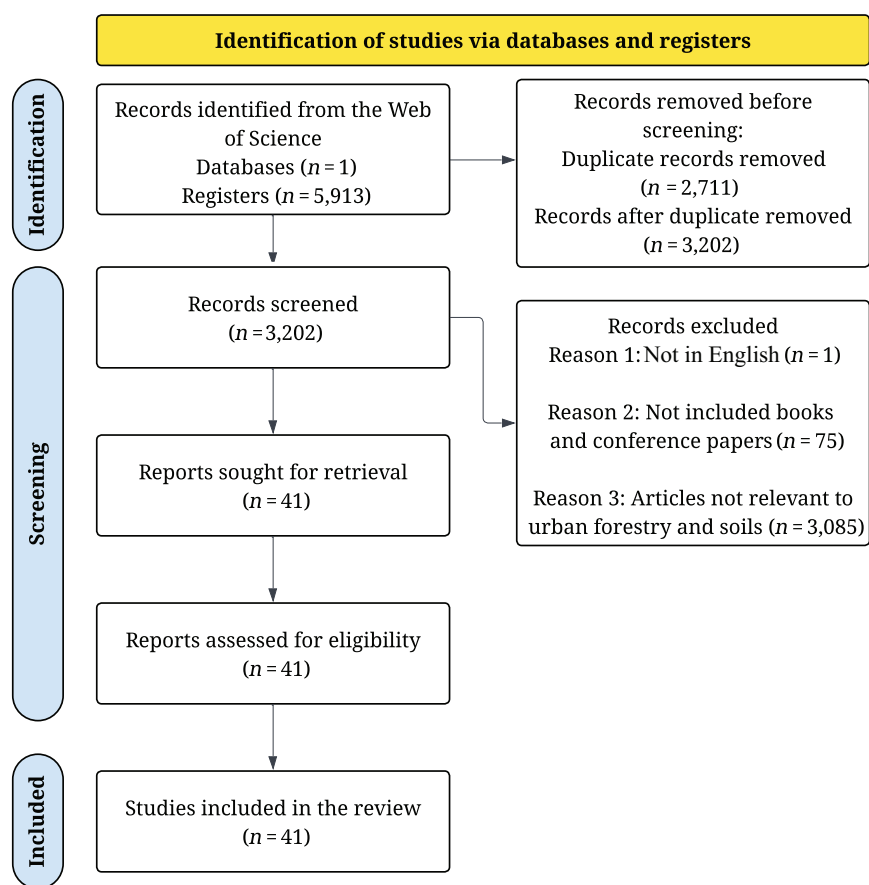 Identification of studies via databases and registers
Identification
Records identified from the Web
of Science
Databases (n = 1)
Registers (n = 5,913)
Records removed before
screening:
Duplicate records removed
(n = 2,711)
Records after duplicate removed
(n = 3,202)
Screening
Records screened
(n = 3,202)
Records excluded
Reason 1: Not in English (n = 1)
Reason 2: Not included books
and conference papers (n = 75)
Reason 3: Articles not relevant to
urban forestry and soils (n = 3,085)
Reports sought for retrieval
(n = 41)
Reports assessed for eligibility
(n = 41)
Included
Studies included in the review
(n = 41)